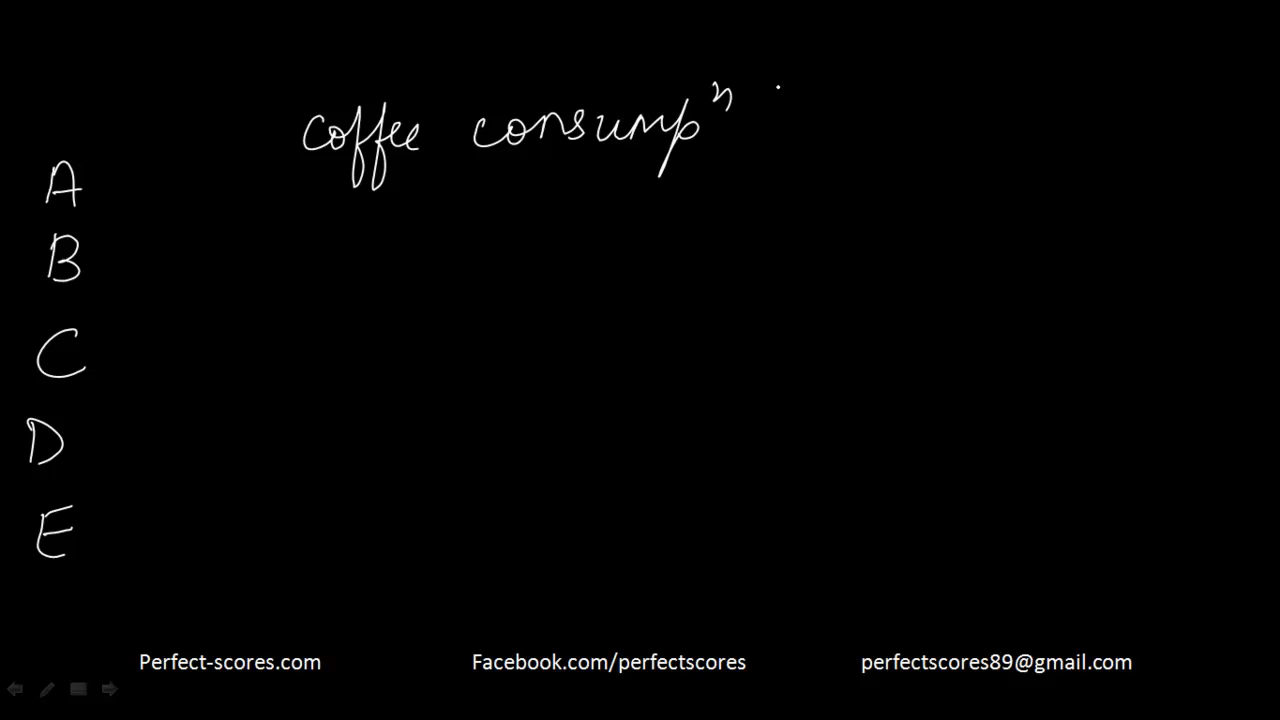 coffee consumpⁿ
A
B
C
D
E
Perfect-scores.com Facebook.com/perfectscores perfectscores89@gmail.com